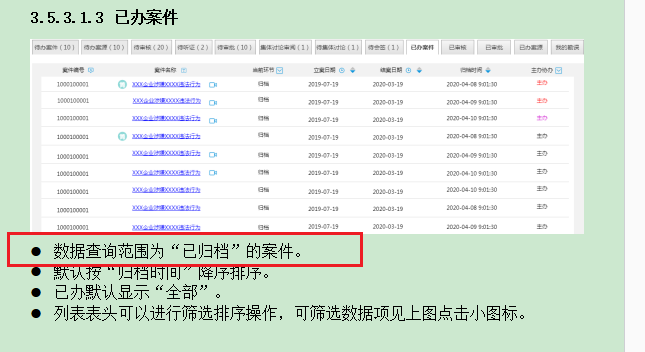 3.5.3.1.3 已办案件
待办案件(10) 待办案源(10) 待审核(20) 待听证(2) 待审批(10) 集体讨论审阅(1) 待集体讨论(1) 待会签(1) 已办案件 已审核 已审批 已办案源 我的勘误
案件编号 案件名称 当前环节 立案日期 结案日期 归档时间 主办协办
1000100001 XXX企业涉嫌XXXX违法行为 归档 2019-07-19 2020-03-19 2020-04-08 9:01:30 主办
1000100001 XXX企业涉嫌XXXX违法行为 归档 2019-07-19 2020-03-19 2020-04-09 9:01:30 主办
1000100001 XXX企业涉嫌XXXX违法行为 归档 2019-07-19 2020-03-19 2020-04-10 9:01:30 主办
1000100001 XXX企业涉嫌XXXX违法行为 归档 2019-07-19 2020-03-19 2020-04-08 9:01:30 主办
1000100001 XXX企业涉嫌XXXX违法行为 归档 2019-07-19 2020-03-19 2020-04-09 9:01:30 主办
1000100001 XXX企业涉嫌XXXX违法行为 归档 2019-07-19 2020-03-19 2020-04-10 9:01:30 主办
1000100001 XXX企业涉嫌XXXX违法行为 归档 2019-07-19 2020-03-19 2020-04-10 9:01:30 主办
1000100001 XXX企业涉嫌XXXX违法行为 归档 2019-07-19 2020-03-19 2020-04-08 9:01:30 主办
1000100001 XXX企业涉嫌XXXX违法行为 归档 2019-07-19 2020-03-19 2020-04-09 9:01:30 主办
● 数据查询范围为“已归档”的案件。
● 默认按“归档时间”降序排序。
● 已办默认显示“全部”。
● 列表表头可以进行筛选排序操作，可筛选数据项见上图点击小图标。